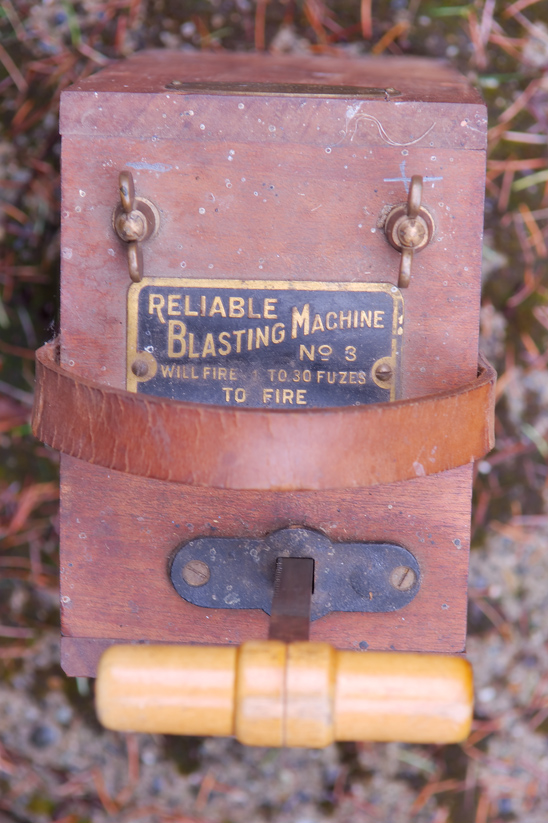 RELIABLE
BLASTING MACHINE
Nº 3
WILL FIRE 1 TO 30 FUZES
TO FIRE